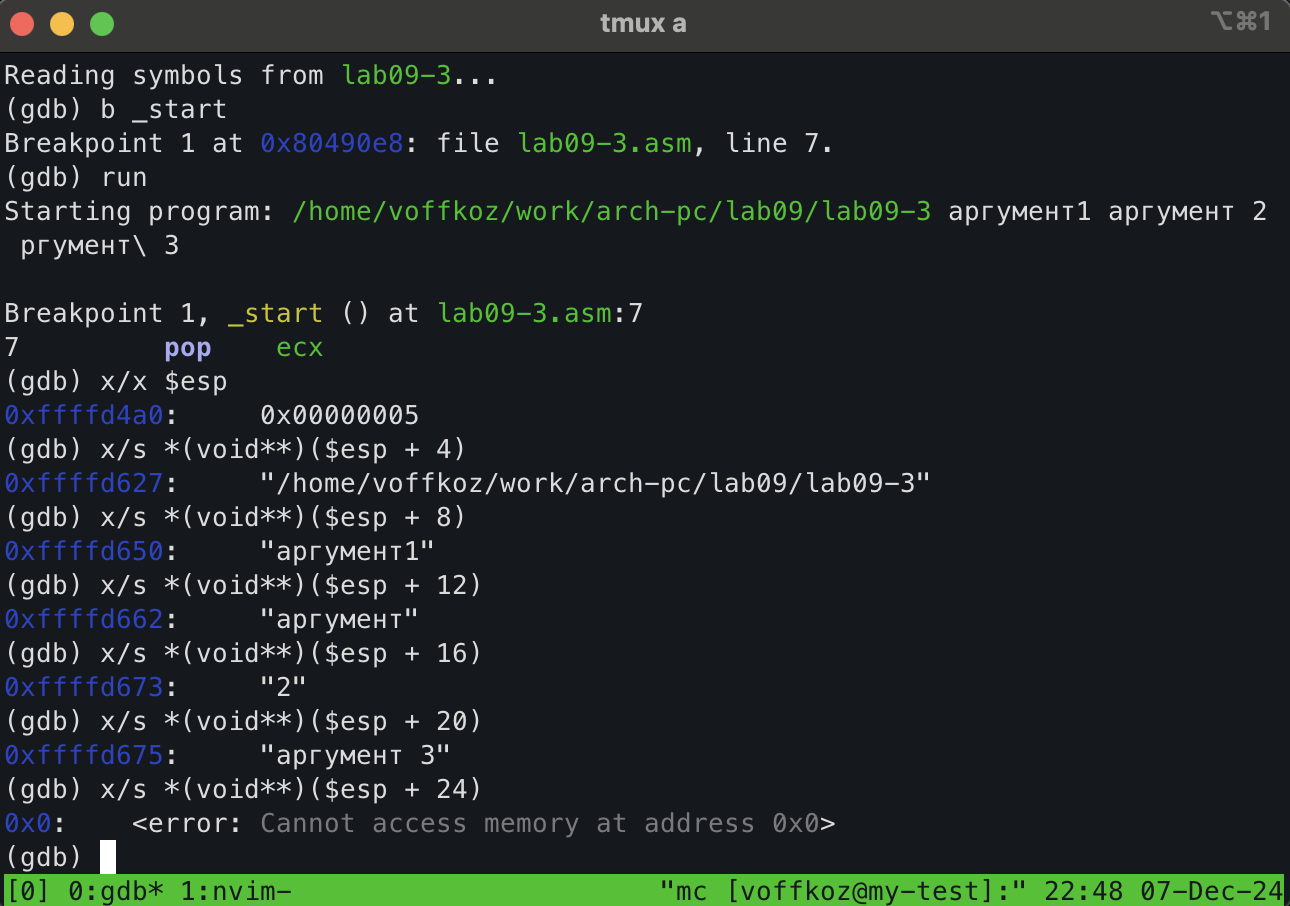 tmux a
⌥⌘1
Reading symbols from lab09-3...
(gdb) b _start
Breakpoint 1 at 0x80490e8: file lab09-3.asm, line 7.
(gdb) run
Starting program: /home/voffkoz/work/arch-pc/lab09/lab09-3 аргумент1 аргумент 2
ргумент\ 3
Breakpoint 1, _start () at lab09-3.asm:7
7 pop ecx
(gdb) x/x $esp
0xffffd4a0: 0x00000005
(gdb) x/s *(void**)($esp + 4)
0xffffd627: "/home/voffkoz/work/arch-pc/lab09/lab09-3"
(gdb) x/s *(void**)($esp + 8)
0xffffd650: "аргумент1"
(gdb) x/s *(void**)($esp + 12)
0xffffd662: "аргумент"
(gdb) x/s *(void**)($esp + 16)
0xffffd673: "2"
(gdb) x/s *(void**)($esp + 20)
0xffffd675: "аргумент 3"
(gdb) x/s *(void**)($esp + 24)
0x0: <error: Cannot access memory at address 0x0>
(gdb)
[0] 0:gdb* 1:nvim- "mc [voffkoz@my-test]:" 22:48 07-Dec-24